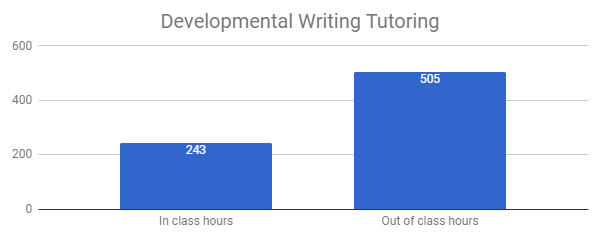 Developmental Writing Tutoring
600
400
200
0
243
505
In class hours
Out of class hours